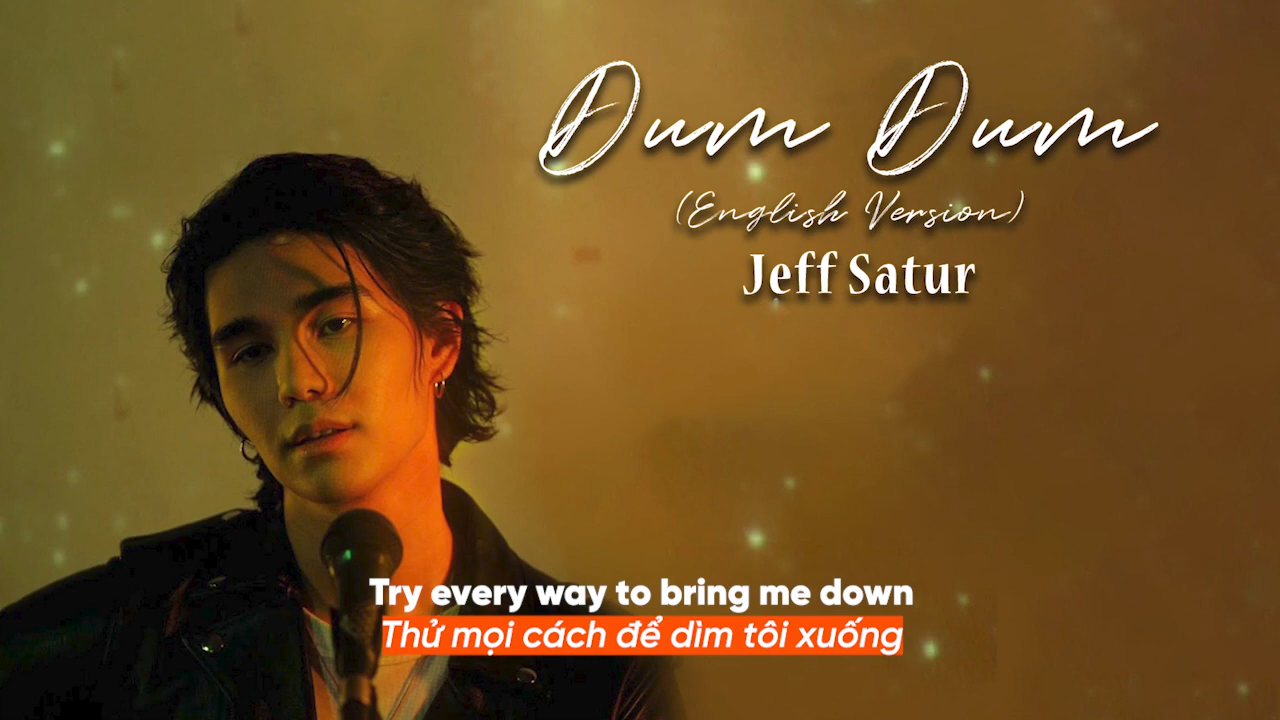 Dum Dum
(English Version)
Jeff Satur
Try every way to bring me down
Thử mọi cách để dìm tôi xuống